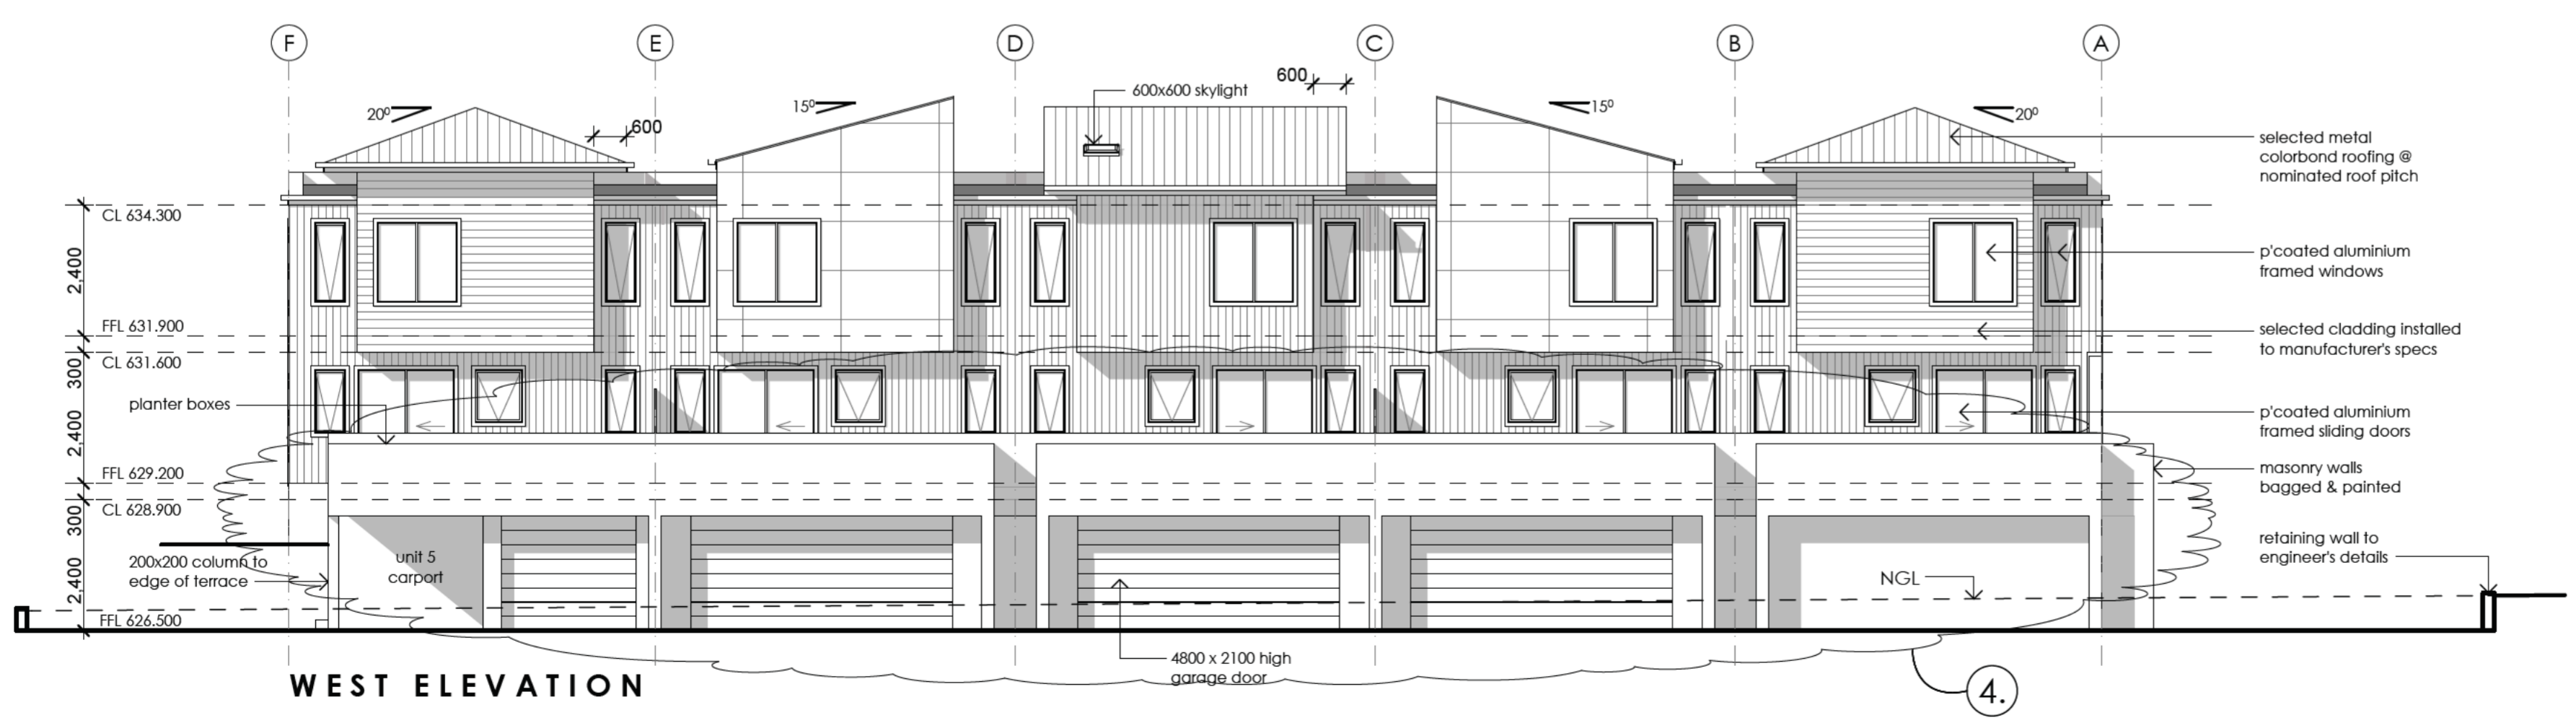 F
E
D
C
B
A
20⁰
600
15⁰
600x600 skylight
600
15⁰
20⁰
selected metal
colorbond roofing @
nominated roof pitch
p'coated aluminium
framed windows
selected cladding installed
to manufacturer's specs
p'coated aluminium
framed sliding doors
masonry walls
bagged & painted
retaining wall to
engineer's details
CL 634.300
2,400
FFL 631.900
300
CL 631.600
planter boxes
2,400
FFL 629.200
300
CL 628.900
200x200 column to
edge of terrace
2,400
FFL 626.500
unit 5
carport
NGL
4800 x 2100 high
garage door
4.
WEST ELEVATION